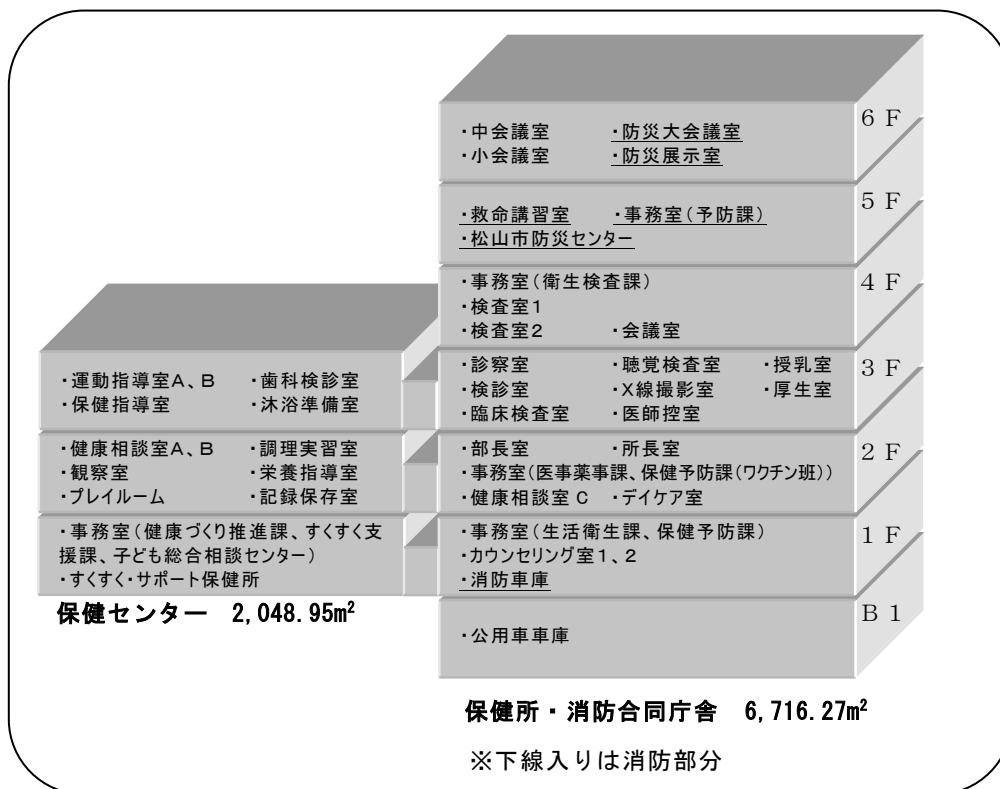 ・中会議室 ・防災大会議室
・小会議室 ・防災展示室
6F
・救命講習室 ・事務室(予防課)
・松山市防災センター
5F
・事務室(衛生検査課)
・検査室1
・検査室2 ・会議室
4F
・診察室 ・聴覚検査室 ・授乳室
・検診室 ・X線撮影室 ・厚生室
・臨床検査室 ・医師控室
3F
・運動指導室A、B ・歯科検診室
・保健指導室 ・沐浴準備室
・部長室 ・所長室
・事務室(医事薬事課、保健予防課(ワクチン班))
・健康相談室C ・デイケア室
2F
・健康相談室A、B ・調理実習室
・観察室 ・栄養指導室
・プレイルーム ・記録保存室
・事務室(生活衛生課、保健予防課)
・カウンセリング室1、2
・消防車庫
1F
・事務室(健康づくり推進課、すくすく支
援課、子ども総合相談センター)
・すくすく・サポート保健所
保健センター 2,048.95m²
・公用車車庫
B1
保健所・消防合同庁舎 6,716.27m²
※下線入りは消防部分